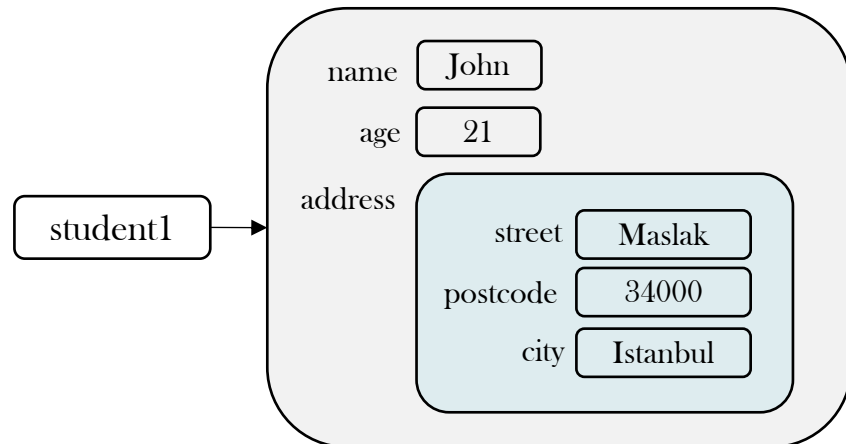 name John
age 21
address
student1
street Maslak
postcode 34000
city Istanbul